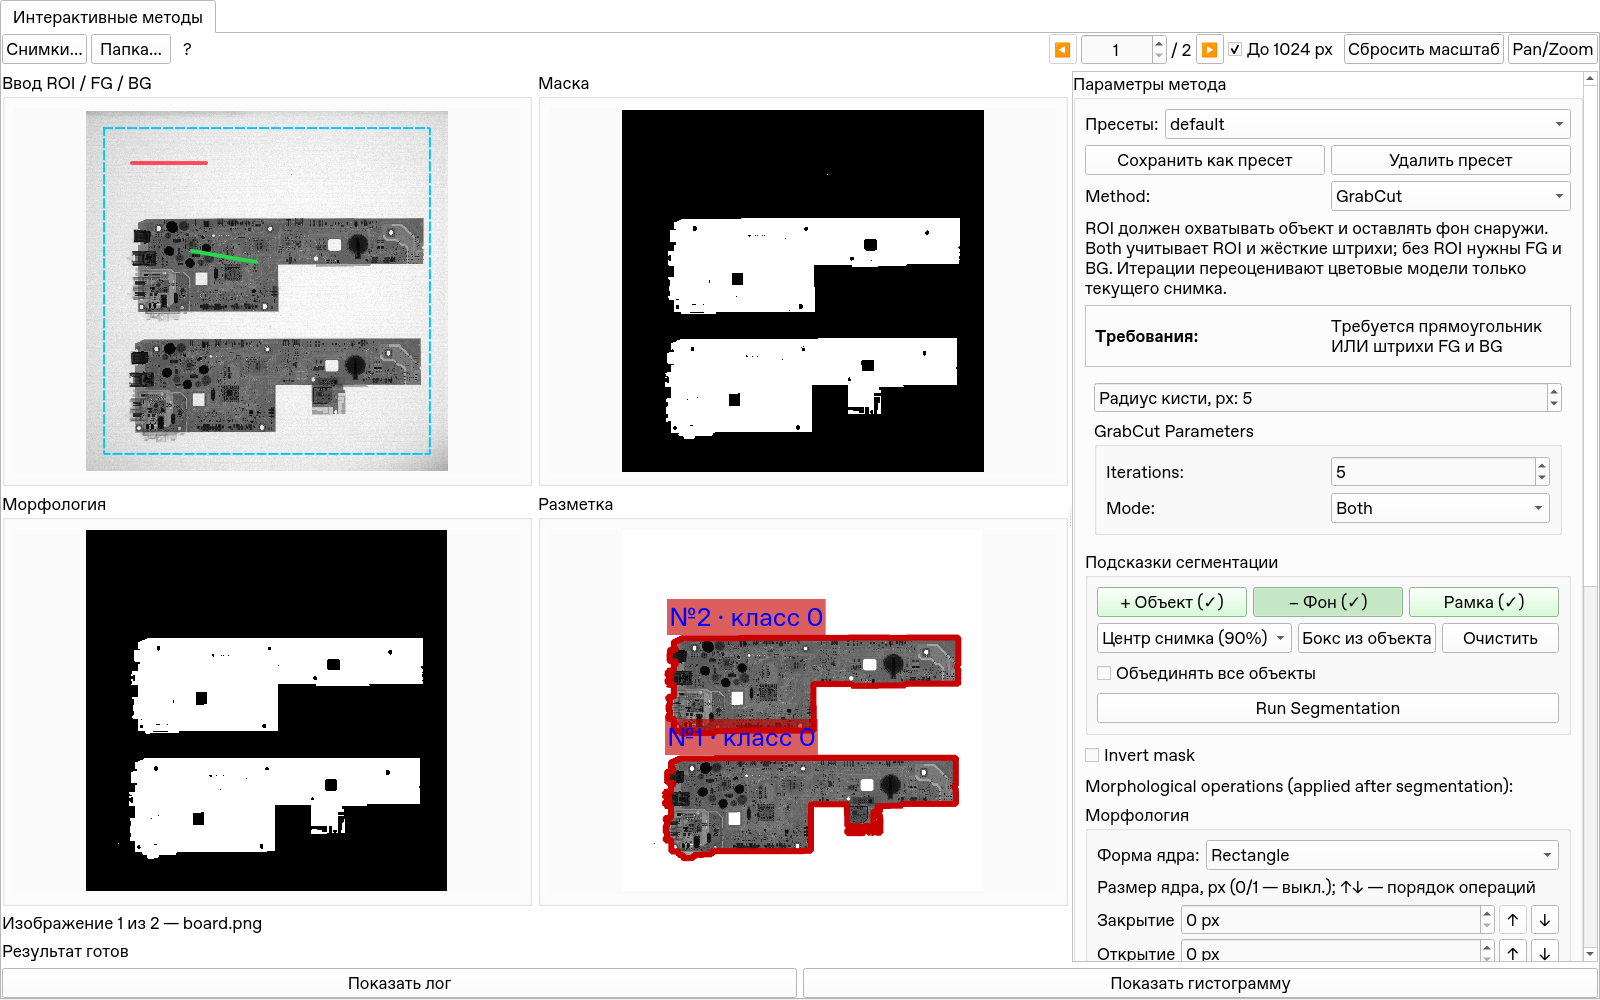 Интерактивные методы
Снимки... Папка... ? 1 / 2 До 1024 px Сбросить масштаб Pan/Zoom
Ввод ROI / FG / BG
Маска
Морфология
Разметка
№2 · класс 0
№1 · класс 0
Изображение 1 из 2 — board.png
Результат готов
Параметры метода
Пресеты: default
Сохранить как пресет Удалить пресет
Method: GrabCut
ROI должен охватывать объект и оставлять фон снаружи.
Both учитывает ROI и жёсткие штрихи; без ROI нужны FG и
BG. Итерации переоценивают цветовые модели только
текущего снимка.
Требования: Требуется прямоугольник
ИЛИ штрихи FG и BG
Радиус кисти, px: 5
GrabCut Parameters
Iterations: 5
Mode: Both
Подсказки сегментации
+ Объект (✓) – Фон (✓) Рамка (✓)
Центр снимка (90%) Бокс из объекта Очистить
Объединять все объекты
Run Segmentation
Invert mask
Morphological operations (applied after segmentation):
Морфология
Форма ядра: Rectangle
Размер ядра, px (0/1 — выкл.); ↑↓ — порядок операций
Закрытие 0 px ↑ ↓
Открытие 0 px ↑ ↓
Показать лог Показать гистограмму